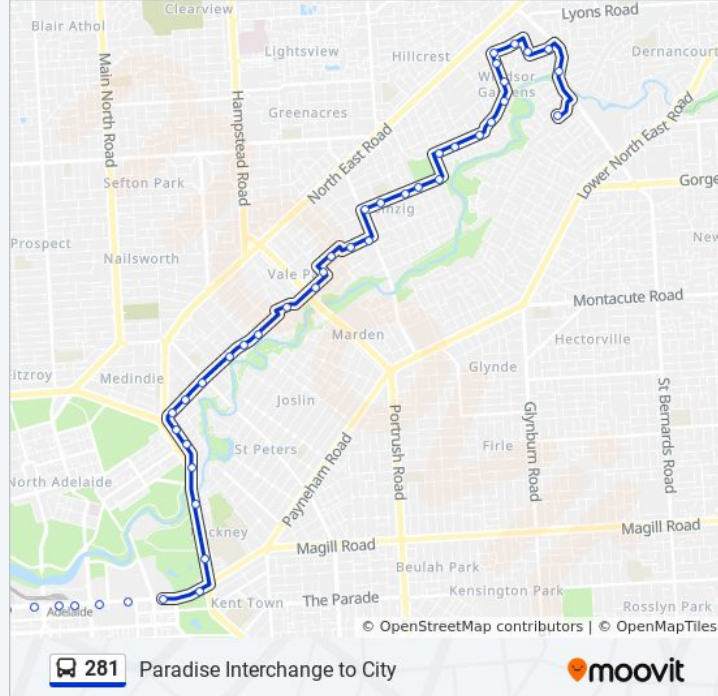 Clearview
Lyons Road
Blair Athol
Lightsview
Hillcrest
Dernancourt
Windsor
Gardens
Main North Road
Hampstead Road
Greenacres
North East Road
Lower North East Road
Sefton Park
Gorge
Prospect
Nailsworth
Vale P
New
Montacute Road
Marden
Hectorville
Fitzroy
Medindie
Glynde
Joslin
Portrush Road
Glynburn Road
St Bernards Road
St Peters
Payneham Road
Firle
North Adelaide
ckney
Magill Road
Magill Road
Beulah Park
Adelaide
Kent Town
The Parade
Kensington Park
Rosslyn Park
© OpenStreetMap contributors | © OpenMapTiles
281 Paradise Interchange to City
moovit